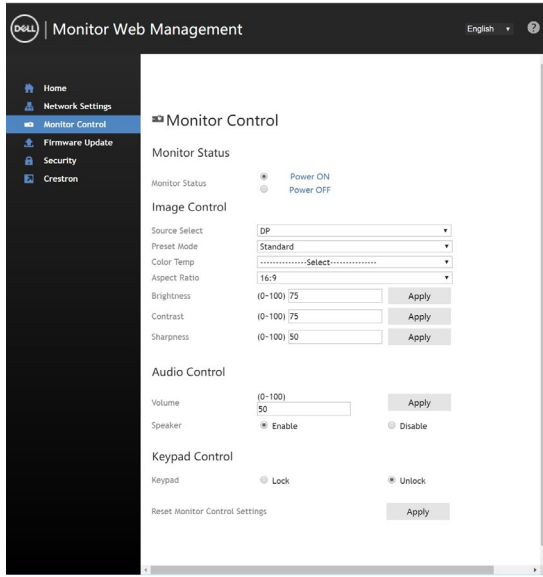 DELL | Monitor Web Management
English
?
Home
Network Settings
Monitor Control
Firmware Update
Security
Crestron
Monitor Control
Monitor Status
Monitor Status Power ON
Power OFF
Image Control
Source Select DP
Preset Mode Standard
Color Temp ---------------Select---------------
Aspect Ratio 16:9
Brightness (0~100) 75 Apply
Contrast (0~100) 75 Apply
Sharpness (0~100) 50 Apply
Audio Control
(0~100)
Volume 50 Apply
Speaker Enable Disable
Keypad Control
Keypad Lock Unlock
Reset Monitor Control Settings Apply